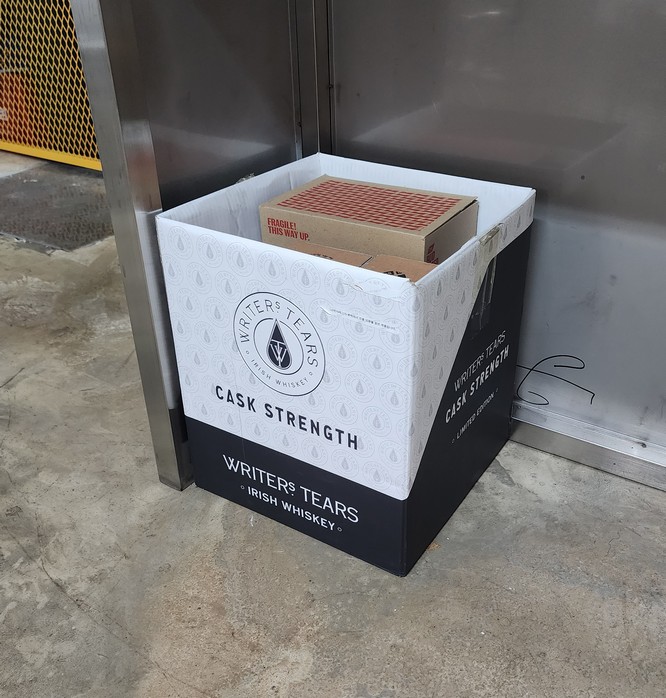 FRAGILE!
THIS WAY UP.
WRITERS TEARS
IRISH WHISKEY
CASK STRENGTH
WRITERS TEARS
IRISH WHISKEY
WRITERS TEARS
CASK STRENGTH
LIMITED EDITION